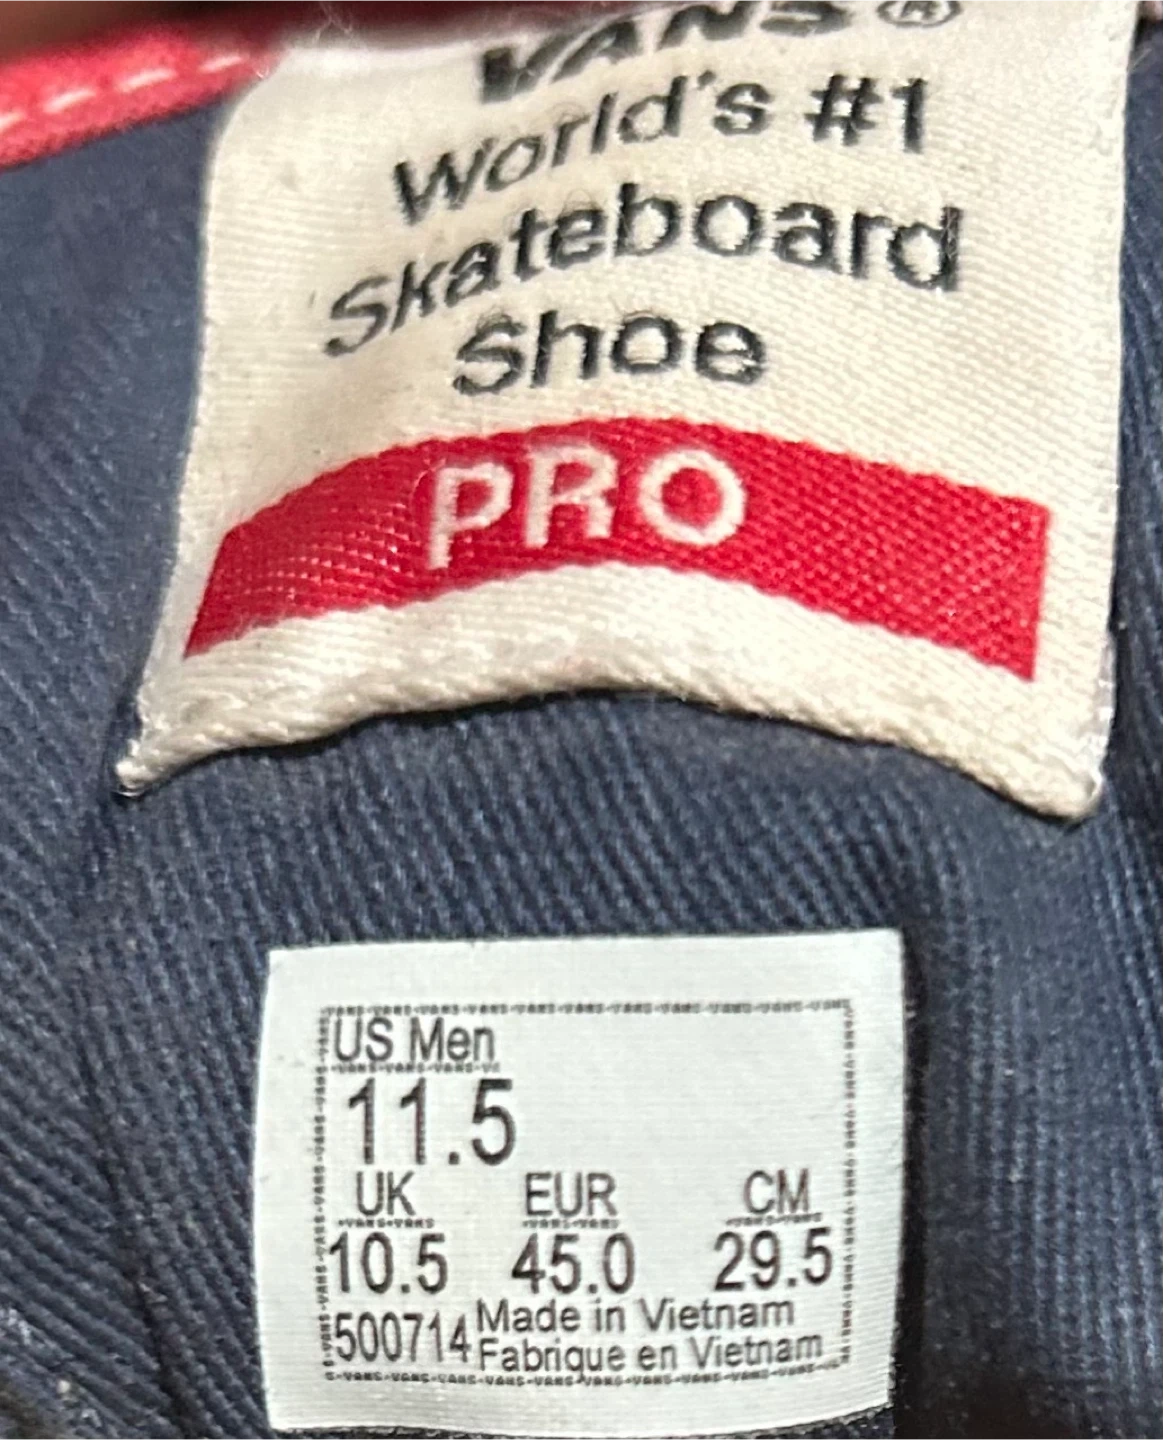 VANS®
World's #1
Skateboard
Shoe
PRO
US Men
11.5
UK EUR CM
10.5 45.0 29.5
500714 Made in Vietnam
Fabrique en Vietnam